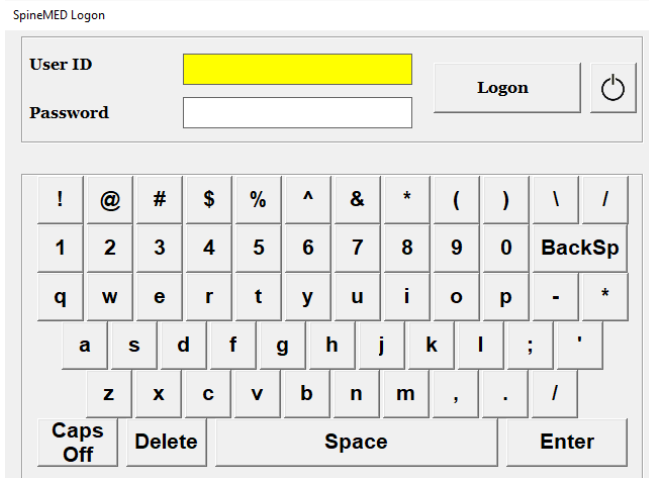 SpineMED Logon
User ID
Logon
Password
! @ # $ % ^ & * ( ) \ /
1 2 3 4 5 6 7 8 9 0 BackSp
q w e r t y u i o p - *
a s d f g h j k l ; '
z x c v b n m , . /
Caps Off Delete Space Enter